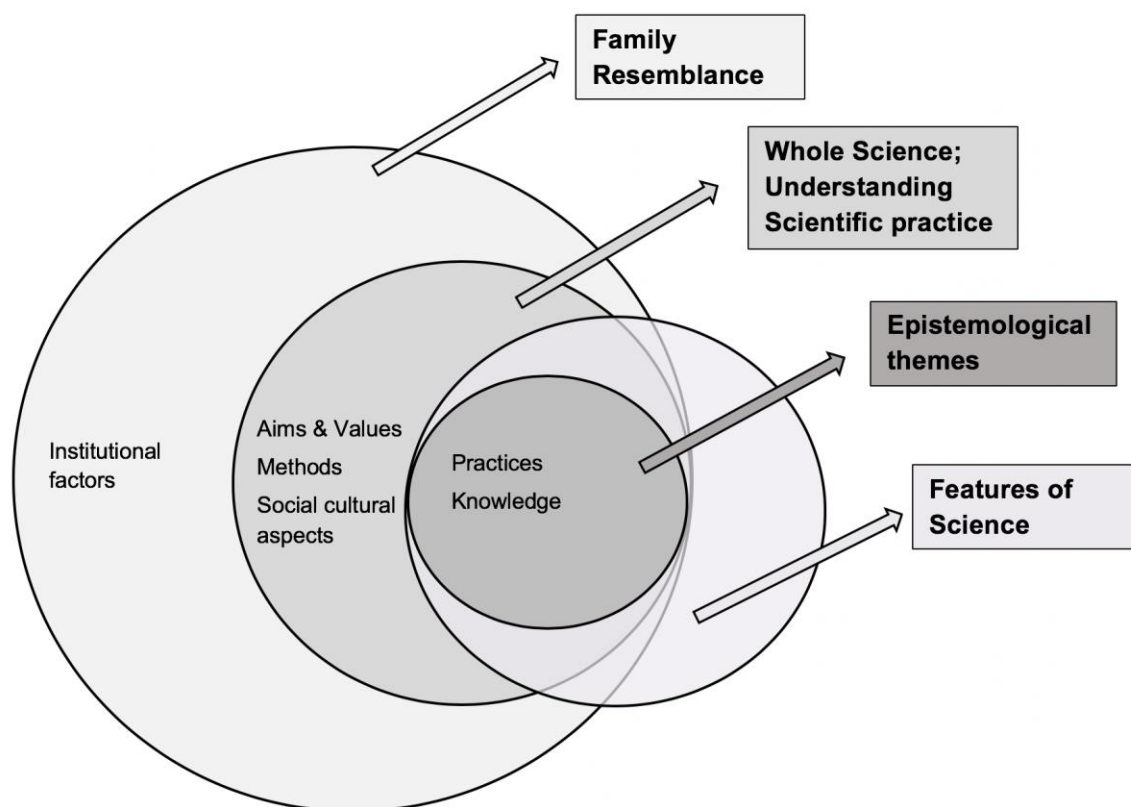 Family
Resemblance
Whole Science;
Understanding
Scientific practice
Epistemological
themes
Features of
Science
Institutional
factors
Aims & Values
Methods
Social cultural
aspects
Practices
Knowledge